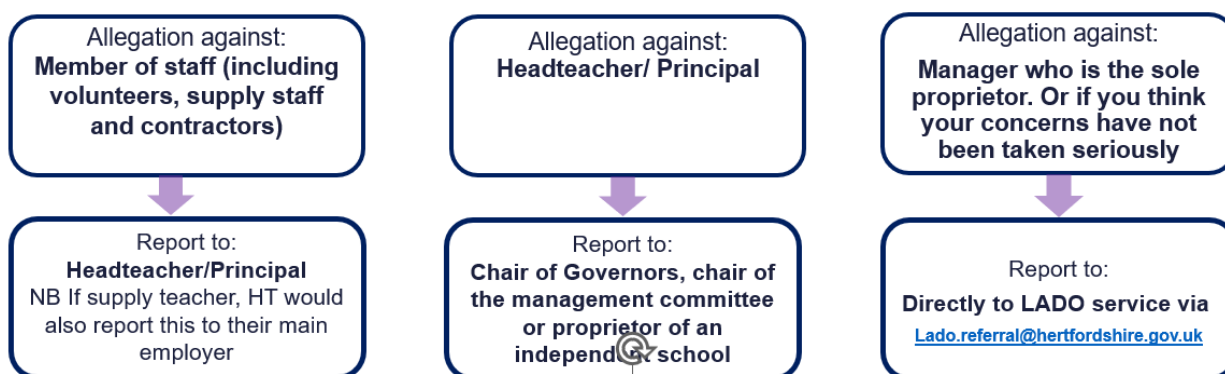 Allegation against:
Member of staff (including
volunteers, supply staff
and contractors)
Report to:
Headteacher/Principal
NB If supply teacher, HT would
also report this to their main
employer
Allegation against:
Headteacher/ Principal
Report to:
Chair of Governors, chair of
the management committee
or proprietor of an
independent school
Allegation against:
Manager who is the sole
proprietor. Or if you think
your concerns have not
been taken seriously
Report to:
Directly to LADO service via
Lado.referral@hertfordshire.gov.uk